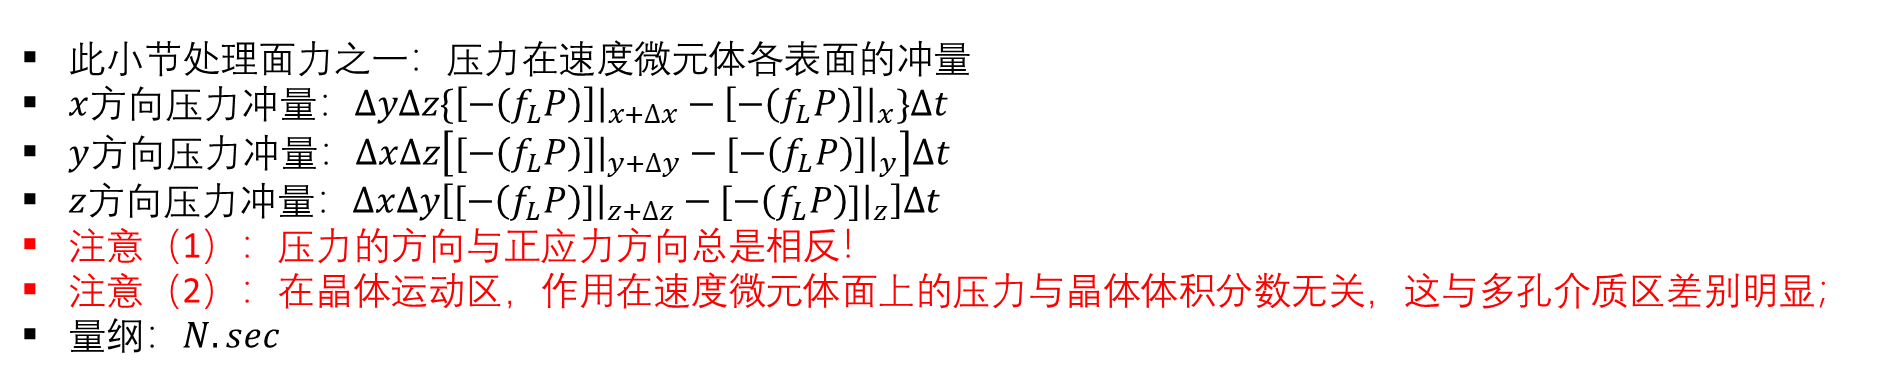 ▪ 此小节处理面力之一：压力在速度微元体各表面的冲量
▪ x方向压力冲量：ΔyΔz{[−(f_L P)]|_{x+Δx} − [−(f_L P)]|_x}Δt
▪ y方向压力冲量：ΔxΔz[[−(f_L P)]|_{y+Δy} − [−(f_L P)]|_y]Δt
▪ z方向压力冲量：ΔxΔy[[−(f_L P)]|_{z+Δz} − [−(f_L P)]|_z]Δt
▪ 注意（1）：压力的方向与正应力方向总是相反！
▪ 注意（2）：在晶体运动区，作用在速度微元体面上的压力与晶体体积分数无关，这与多孔介质区差别明显；
▪ 量纲：N.sec